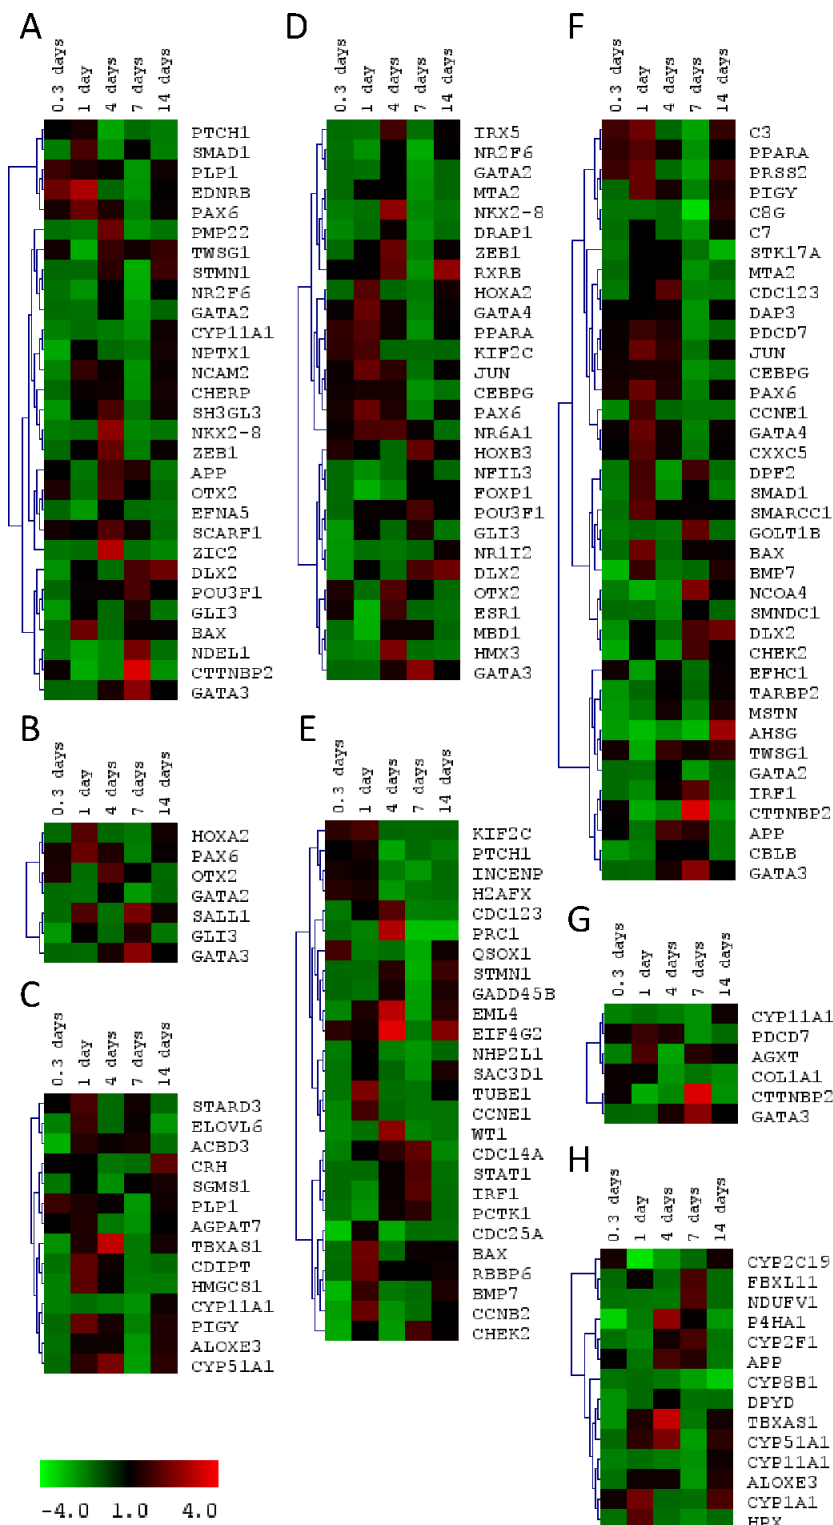 A
0.3 days
1 day
4 days
7 days
14 days
PTCH1
SMAD1
PLP1
EDNRB
PAX6
PMP22
TWSG1
STMN1
NR2F6
GATA2
CYP11A1
NPTX1
NCAM2
CHERP
SH3GL3
NKX2-8
ZEB1
APP
OTX2
EFNA5
SCARF1
ZIC2
DLX2
POU3F1
GLI3
BAX
NDEL1
CTTNBP2
GATA3
B
0.3 days
1 day
4 days
7 days
14 days
HOXA2
PAX6
OTX2
GATA2
SALL1
GLI3
GATA3
C
0.3 days
1 day
4 days
7 days
14 days
STARD3
ELOVL6
ACBD3
CRH
SGMS1
PLP1
AGPAT7
TBXAS1
CDIPT
HMGCS1
CYP11A1
PIGY
ALOXE3
CYP51A1
-4.0 1.0 4.0
D
0.3 days
1 day
4 days
7 days
14 days
IRX5
NR2F6
GATA2
MTA2
NKX2-8
DRAP1
ZEB1
RXRB
HOXA2
GATA4
PPARA
KIF2C
JUN
CEBPG
PAX6
NR6A1
HOXB3
NFIL3
FOXP1
POU3F1
GLI3
NR1I2
DLX2
OTX2
ESR1
MBD1
HMX3
GATA3
E
0.3 days
1 day
4 days
7 days
14 days
KIF2C
PTCH1
INCENP
H2AFX
CDC123
PRC1
QSOX1
STMN1
GADD45B
EML4
EIF4G2
NHP2L1
SAC3D1
TUBE1
CCNE1
WT1
CDC14A
STAT1
IRF1
PCTK1
CDC25A
BAX
RBBP6
BMP7
CCNB2
CHEK2
F
0.3 days
1 day
4 days
7 days
14 days
C3
PPARA
PRSS2
PIGY
C8G
C7
STK17A
MTA2
CDC123
DAP3
PDCD7
JUN
CEBPG
PAX6
CCNE1
GATA4
CXXC5
DPF2
SMAD1
SMARCC1
GOLT1B
BAX
BMP7
NCOA4
SMNDC1
DLX2
CHEK2
EFHC1
TARBP2
MSTN
AHSG
TWSG1
GATA2
IRF1
CTTNBP2
APP
CBLB
GATA3
G
0.3 days
1 day
4 days
7 days
14 days
CYP11A1
PDCD7
AGXT
COL1A1
CTTNBP2
GATA3
H
0.3 days
1 day
4 days
7 days
14 days
CYP2C19
FBXL11
NDUFV1
P4HA1
CYP2F1
APP
CYP8B1
DPYD
TBXAS1
CYP51A1
CYP11A1
ALOXE3
CYP1A1
HPX